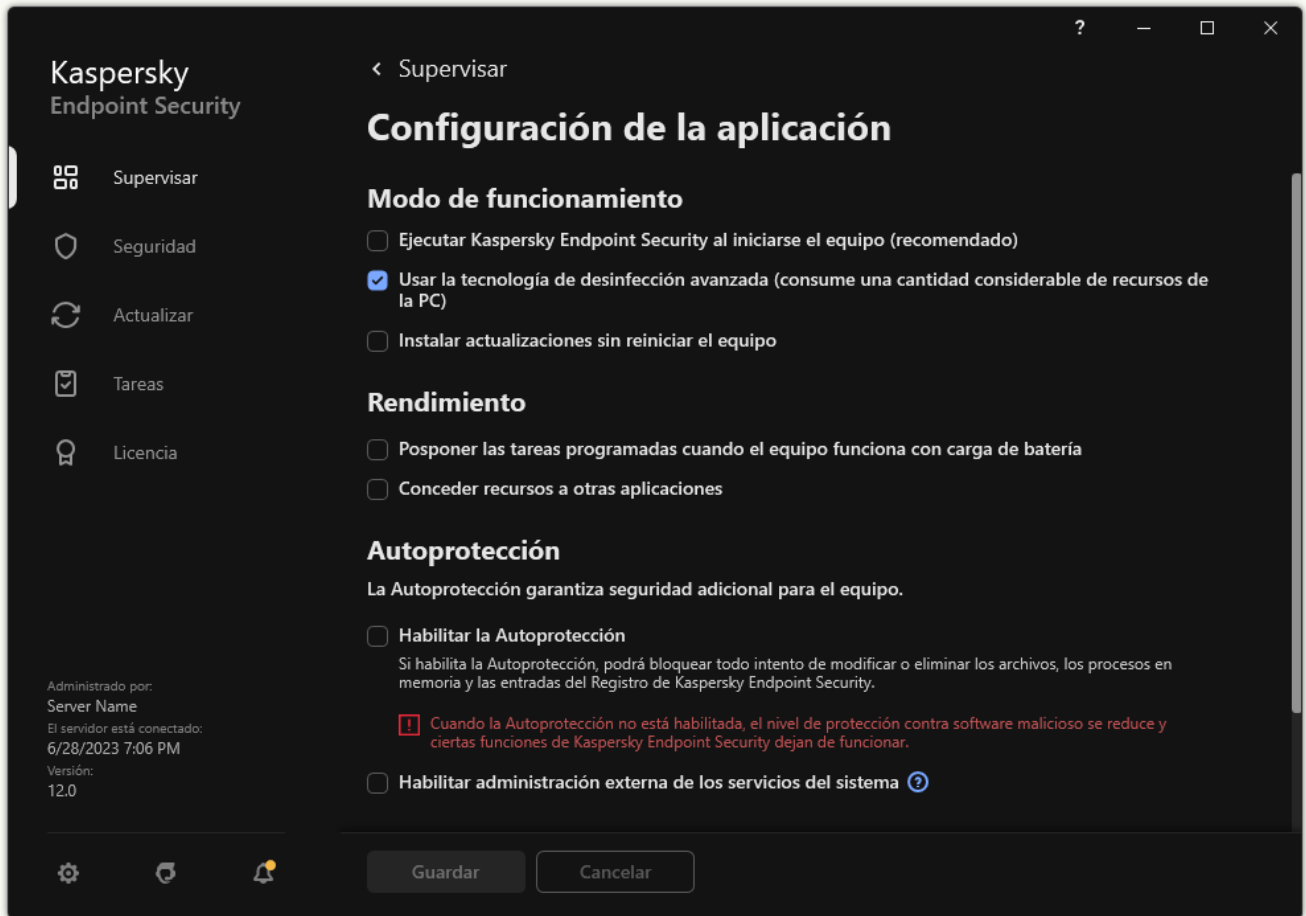 ?
Kaspersky
Endpoint Security
Supervisar
Seguridad
Actualizar
Tareas
Licencia
Administrado por:
Server Name
El servidor está conectado:
6/28/2023 7:06 PM
Versión:
12.0
Supervisar
Configuración de la aplicación
Modo de funcionamiento
Ejecutar Kaspersky Endpoint Security al iniciarse el equipo (recomendado)
Usar la tecnología de desinfección avanzada (consume una cantidad considerable de recursos de
la PC)
Instalar actualizaciones sin reiniciar el equipo
Rendimiento
Posponer las tareas programadas cuando el equipo funciona con carga de batería
Conceder recursos a otras aplicaciones
Autoprotección
La Autoprotección garantiza seguridad adicional para el equipo.
Habilitar la Autoprotección
Si habilita la Autoprotección, podrá bloquear todo intento de modificar o eliminar los archivos, los procesos en
memoria y las entradas del Registro de Kaspersky Endpoint Security.
Cuando la Autoprotección no está habilitada, el nivel de protección contra software malicioso se reduce y
ciertas funciones de Kaspersky Endpoint Security dejan de funcionar.
Habilitar administración externa de los servicios del sistema ?
Guardar
Cancelar